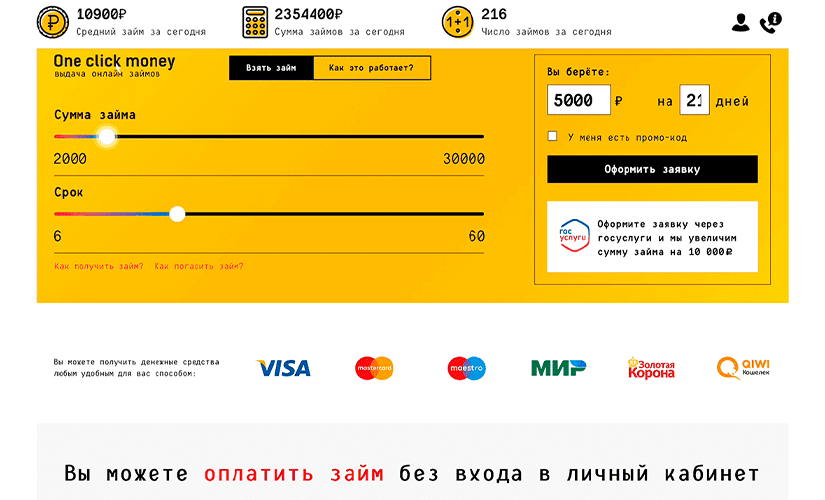 10900₽
Средний займ за сегодня
2354400₽
Сумма займов за сегодня
1+1
216
Число займов за сегодня
One click money
выдача онлайн займов
Взять займ
Как это работает?
Сумма займа
2000
30000
Срок
6
60
Как получить займ?
Как погасить займ?
Вы берёте:
5000 ₽ на 21 дней
У меня есть промо-код
Оформить заявку
гос
услуги
Оформите заявку через
госуслуги и мы увеличим
сумму займа на 10 000₽
Вы можете получить денежные средства
любым удобным для вас способом:
VISA
mastercard
maestro
МИР
Золотая
Корона
QIWI
Кошелек
Вы можете оплатить займ без входа в личный кабинет